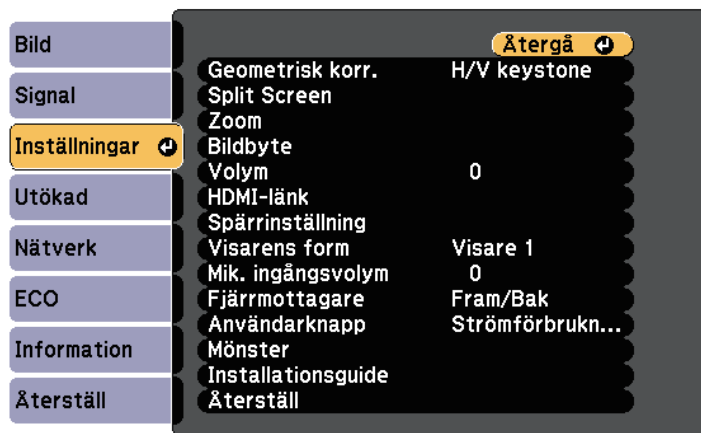 Bild
Signal
Inställningar
Utökad
Nätverk
ECO
Information
Återställ
Återgå
Geometrisk korr. H/V keystone
Split Screen
Zoom
Bildbyte
Volym 0
HDMI-länk
Spärrinställning
Visarens form Visare 1
Mik. ingångsvolym 0
Fjärrmottagare Fram/Bak
Användarknapp Strömförbrukn...
Mönster
Installationsguide
Återställ